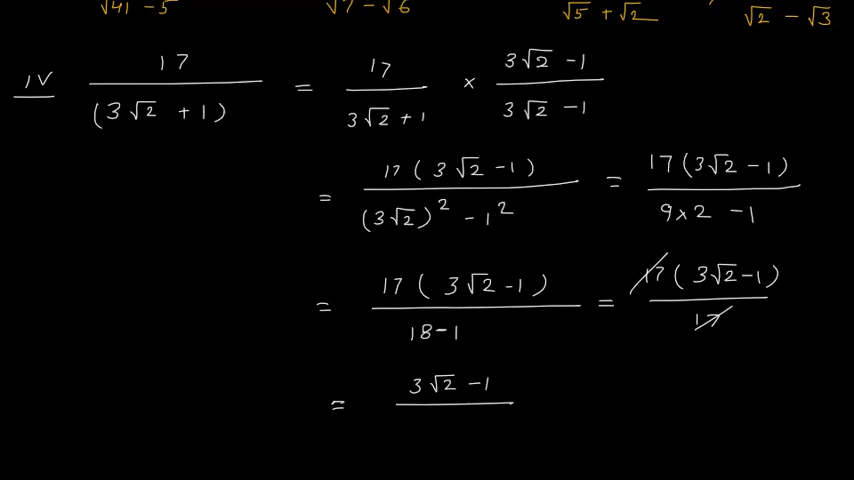 √41 - 5 √7 - √6 √5 + √2 , √2 - √3
IV 17 / (3√2 + 1) = 17 / 3√2 + 1 × 3√2 - 1 / 3√2 - 1
= 17 ( 3√2 - 1) / (3√2)² - 1² = 17 (3√2 - 1) / 9×2 - 1
= 17 ( 3√2 - 1) / 18 - 1 = 17 ( 3√2 - 1) / 17
= 3√2 - 1